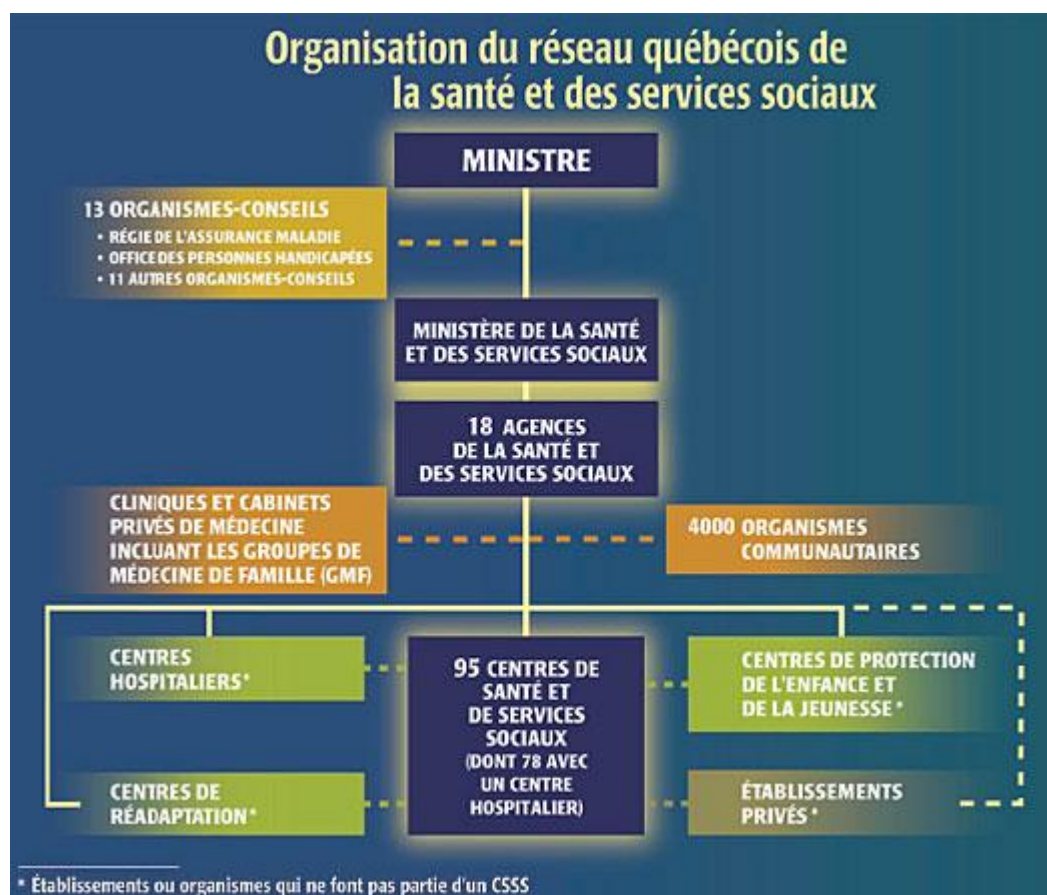 Organisation du réseau québécois de
la santé et des services sociaux
MINISTRE
13 ORGANISMES-CONSEILS
• RÉGIE DE L'ASSURANCE MALADIE
• OFFICE DES PERSONNES HANDICAPÉES
• 11 AUTRES ORGANISMES-CONSEILS
MINISTÈRE DE LA SANTÉ
ET DES SERVICES SOCIAUX
18 AGENCES
DE LA SANTÉ ET
DES SERVICES SOCIAUX
CLINIQUES ET CABINETS
PRIVÉS DE MÉDECINE
INCLUANT LES GROUPES DE
MÉDECINE DE FAMILLE (GMF)
4000 ORGANISMES
COMMUNAUTAIRES
CENTRES
HOSPITALIERS*
95 CENTRES DE
SANTÉ ET
DE SERVICES
SOCIAUX
(DONT 78 AVEC
UN CENTRE
HOSPITALIER)
CENTRES DE PROTECTION
DE L'ENFANCE ET
DE LA JEUNESSE *
CENTRES DE
RÉADAPTATION*
ÉTABLISSEMENTS
PRIVÉS *
* Établissements ou organismes qui ne font pas partie d'un CSSS